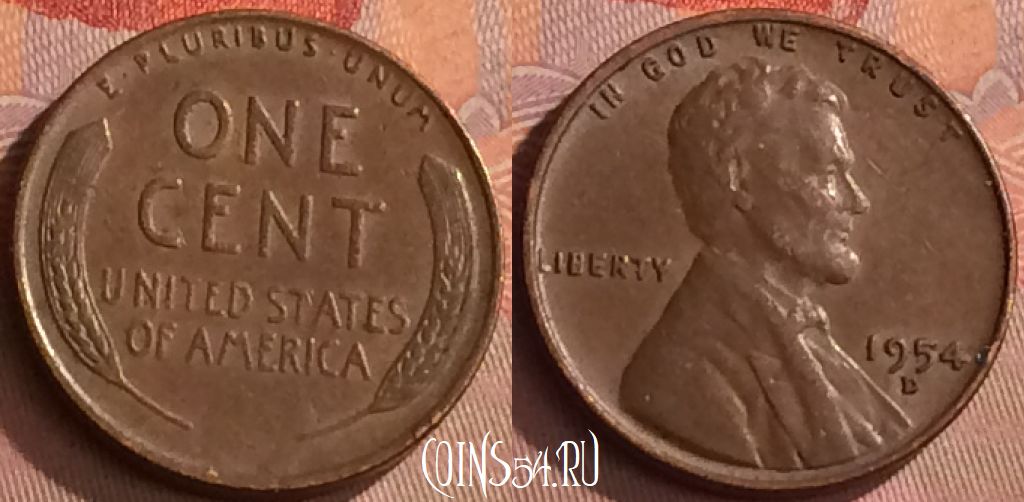 E·PLURIBUS·UNUM
ONE
CENT
UNITED STATES
OF AMERICA
IN GOD WE TRUST
LIBERTY
1954
D
COINS54.RU